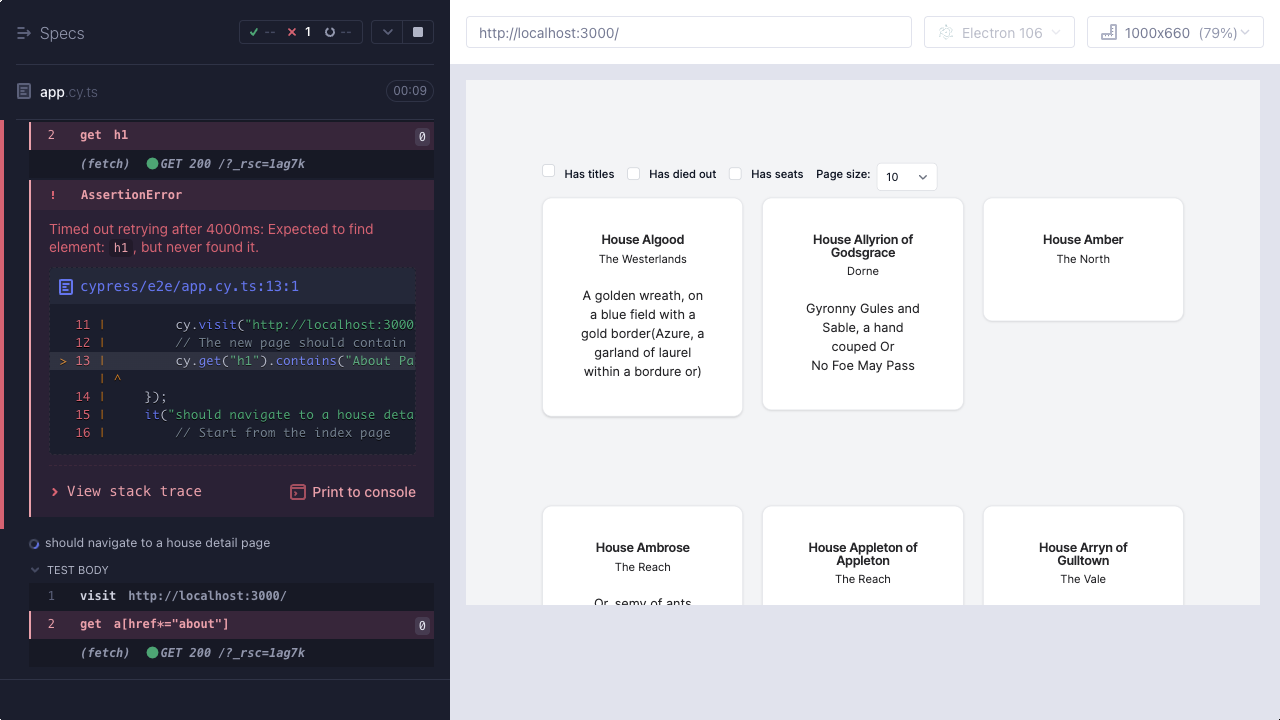 Specs
--
1
--
app.cy.ts
00:09
2 get h1 0
(fetch) GET 200 /?_rsc=1ag7k
! AssertionError
Timed out retrying after 4000ms: Expected to find
element: h1, but never found it.
cypress/e2e/app.cy.ts:13:1
11 | cy.visit("http://localhost:3000
12 | // The new page should contain
> 13 | cy.get("h1").contains("About Pa
| ^
14 | });
15 | it("should navigate to a house deta
16 | // Start from the index page
View stack trace
Print to console
should navigate to a house detail page
TEST BODY
1 visit http://localhost:3000/
2 get a[href*="about"] 0
(fetch) GET 200 /?_rsc=1ag7k
http://localhost:3000/
Electron 106
1000x660 (79%)
Has titles
Has died out
Has seats
Page size:
10
House Algood
The Westerlands
A golden wreath, on
a blue field with a
gold border(Azure, a
garland of laurel
within a bordure or)
House Allyrion of
Godsgrace
Dorne
Gyronny Gules and
Sable, a hand
couped Or
No Foe May Pass
House Amber
The North
House Ambrose
The Reach
Or, semy of ants
House Appleton of
Appleton
The Reach
House Arryn of
Gulltown
The Vale